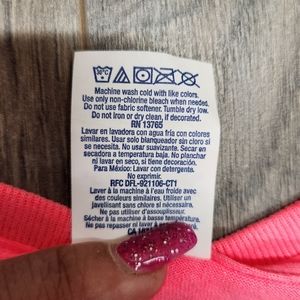 Machine wash cold with like colors.
Use only non-chlorine bleach when needed.
Do not use fabric softener. Tumble dry low.
Do not iron or dry clean, if decorated.
RN 13765
Lavar en lavadora con agua fría con colores
similares. Usar solo blanqueador sin cloro si
se necesita. No usar suavizante. Secar en
secadora a temperatura baja. No planchar
ni lavar en seco, si tiene decoración.
Para México: Lavar con detergente.
No exprimir.
RFC DFL-921106-CT1
Laver à la machine à l'eau froide avec
des couleurs similaires. Utiliser un
javellisant sans chlore si nécessaire.
Ne pas utiliser d'assouplisseur.
Sécher à la machine à basse température.
Ne pas
CA